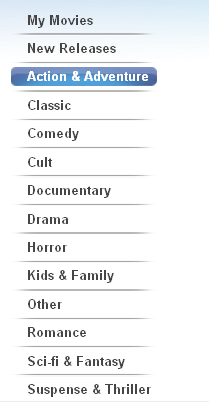 My Movies
New Releases
Action & Adventure
Classic
Comedy
Cult
Documentary
Drama
Horror
Kids & Family
Other
Romance
Sci-fi & Fantasy
Suspense & Thriller